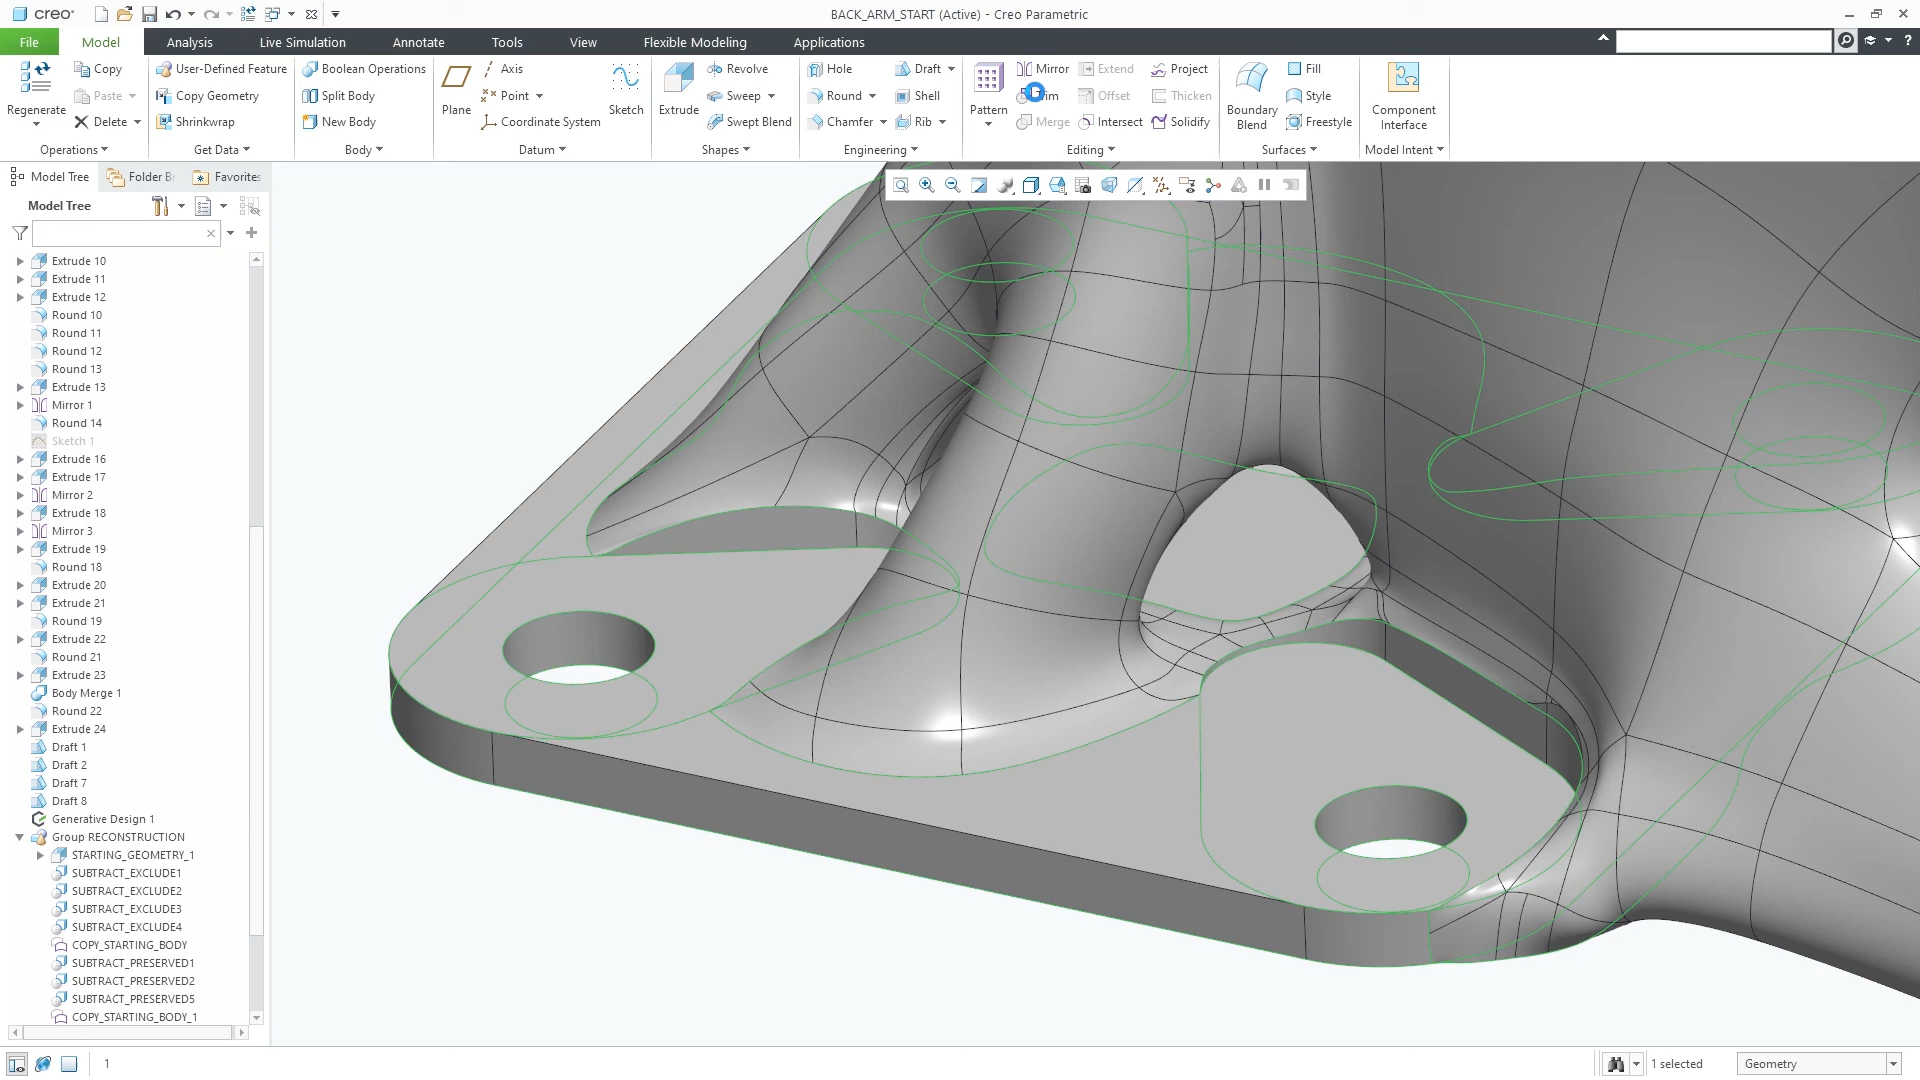 creo°
BACK_ARM_START (Active) - Creo Parametric
File Model Analysis Live Simulation Annotate Tools View Flexible Modeling Applications
Regenerate
Copy
Paste
Delete
Operations
User-Defined Feature
Copy Geometry
Shrinkwrap
Get Data
Boolean Operations
Split Body
New Body
Body
Plane
Axis
Point
Coordinate System
Sketch
Datum
Extrude
Revolve
Sweep
Swept Blend
Shapes
Hole
Round
Chamfer
Draft
Shell
Rib
Engineering
Pattern
Mirror
Merge
Extend
Offset
Intersect
Project
Thicken
Solidify
Editing
Boundary
Blend
Fill
Style
Freestyle
Surfaces
Component
Interface
Model Intent
Model Tree Folder B Favorites
Model Tree
Extrude 10
Extrude 11
Extrude 12
Round 10
Round 11
Round 12
Round 13
Extrude 13
Mirror 1
Round 14
Sketch 1
Extrude 16
Extrude 17
Mirror 2
Extrude 18
Mirror 3
Extrude 19
Round 18
Extrude 20
Extrude 21
Round 19
Extrude 22
Round 21
Extrude 23
Body Merge 1
Round 22
Extrude 24
Draft 1
Draft 2
Draft 7
Draft 8
Generative Design 1
Group RECONSTRUCTION
STARTING_GEOMETRY_1
SUBTRACT_EXCLUDE1
SUBTRACT_EXCLUDE2
SUBTRACT_EXCLUDE3
SUBTRACT_EXCLUDE4
COPY_STARTING_BODY
SUBTRACT_PRESERVED1
SUBTRACT_PRESERVED2
SUBTRACT_PRESERVED5
COPY_STARTING_BODY_1
1
1 selected
Geometry